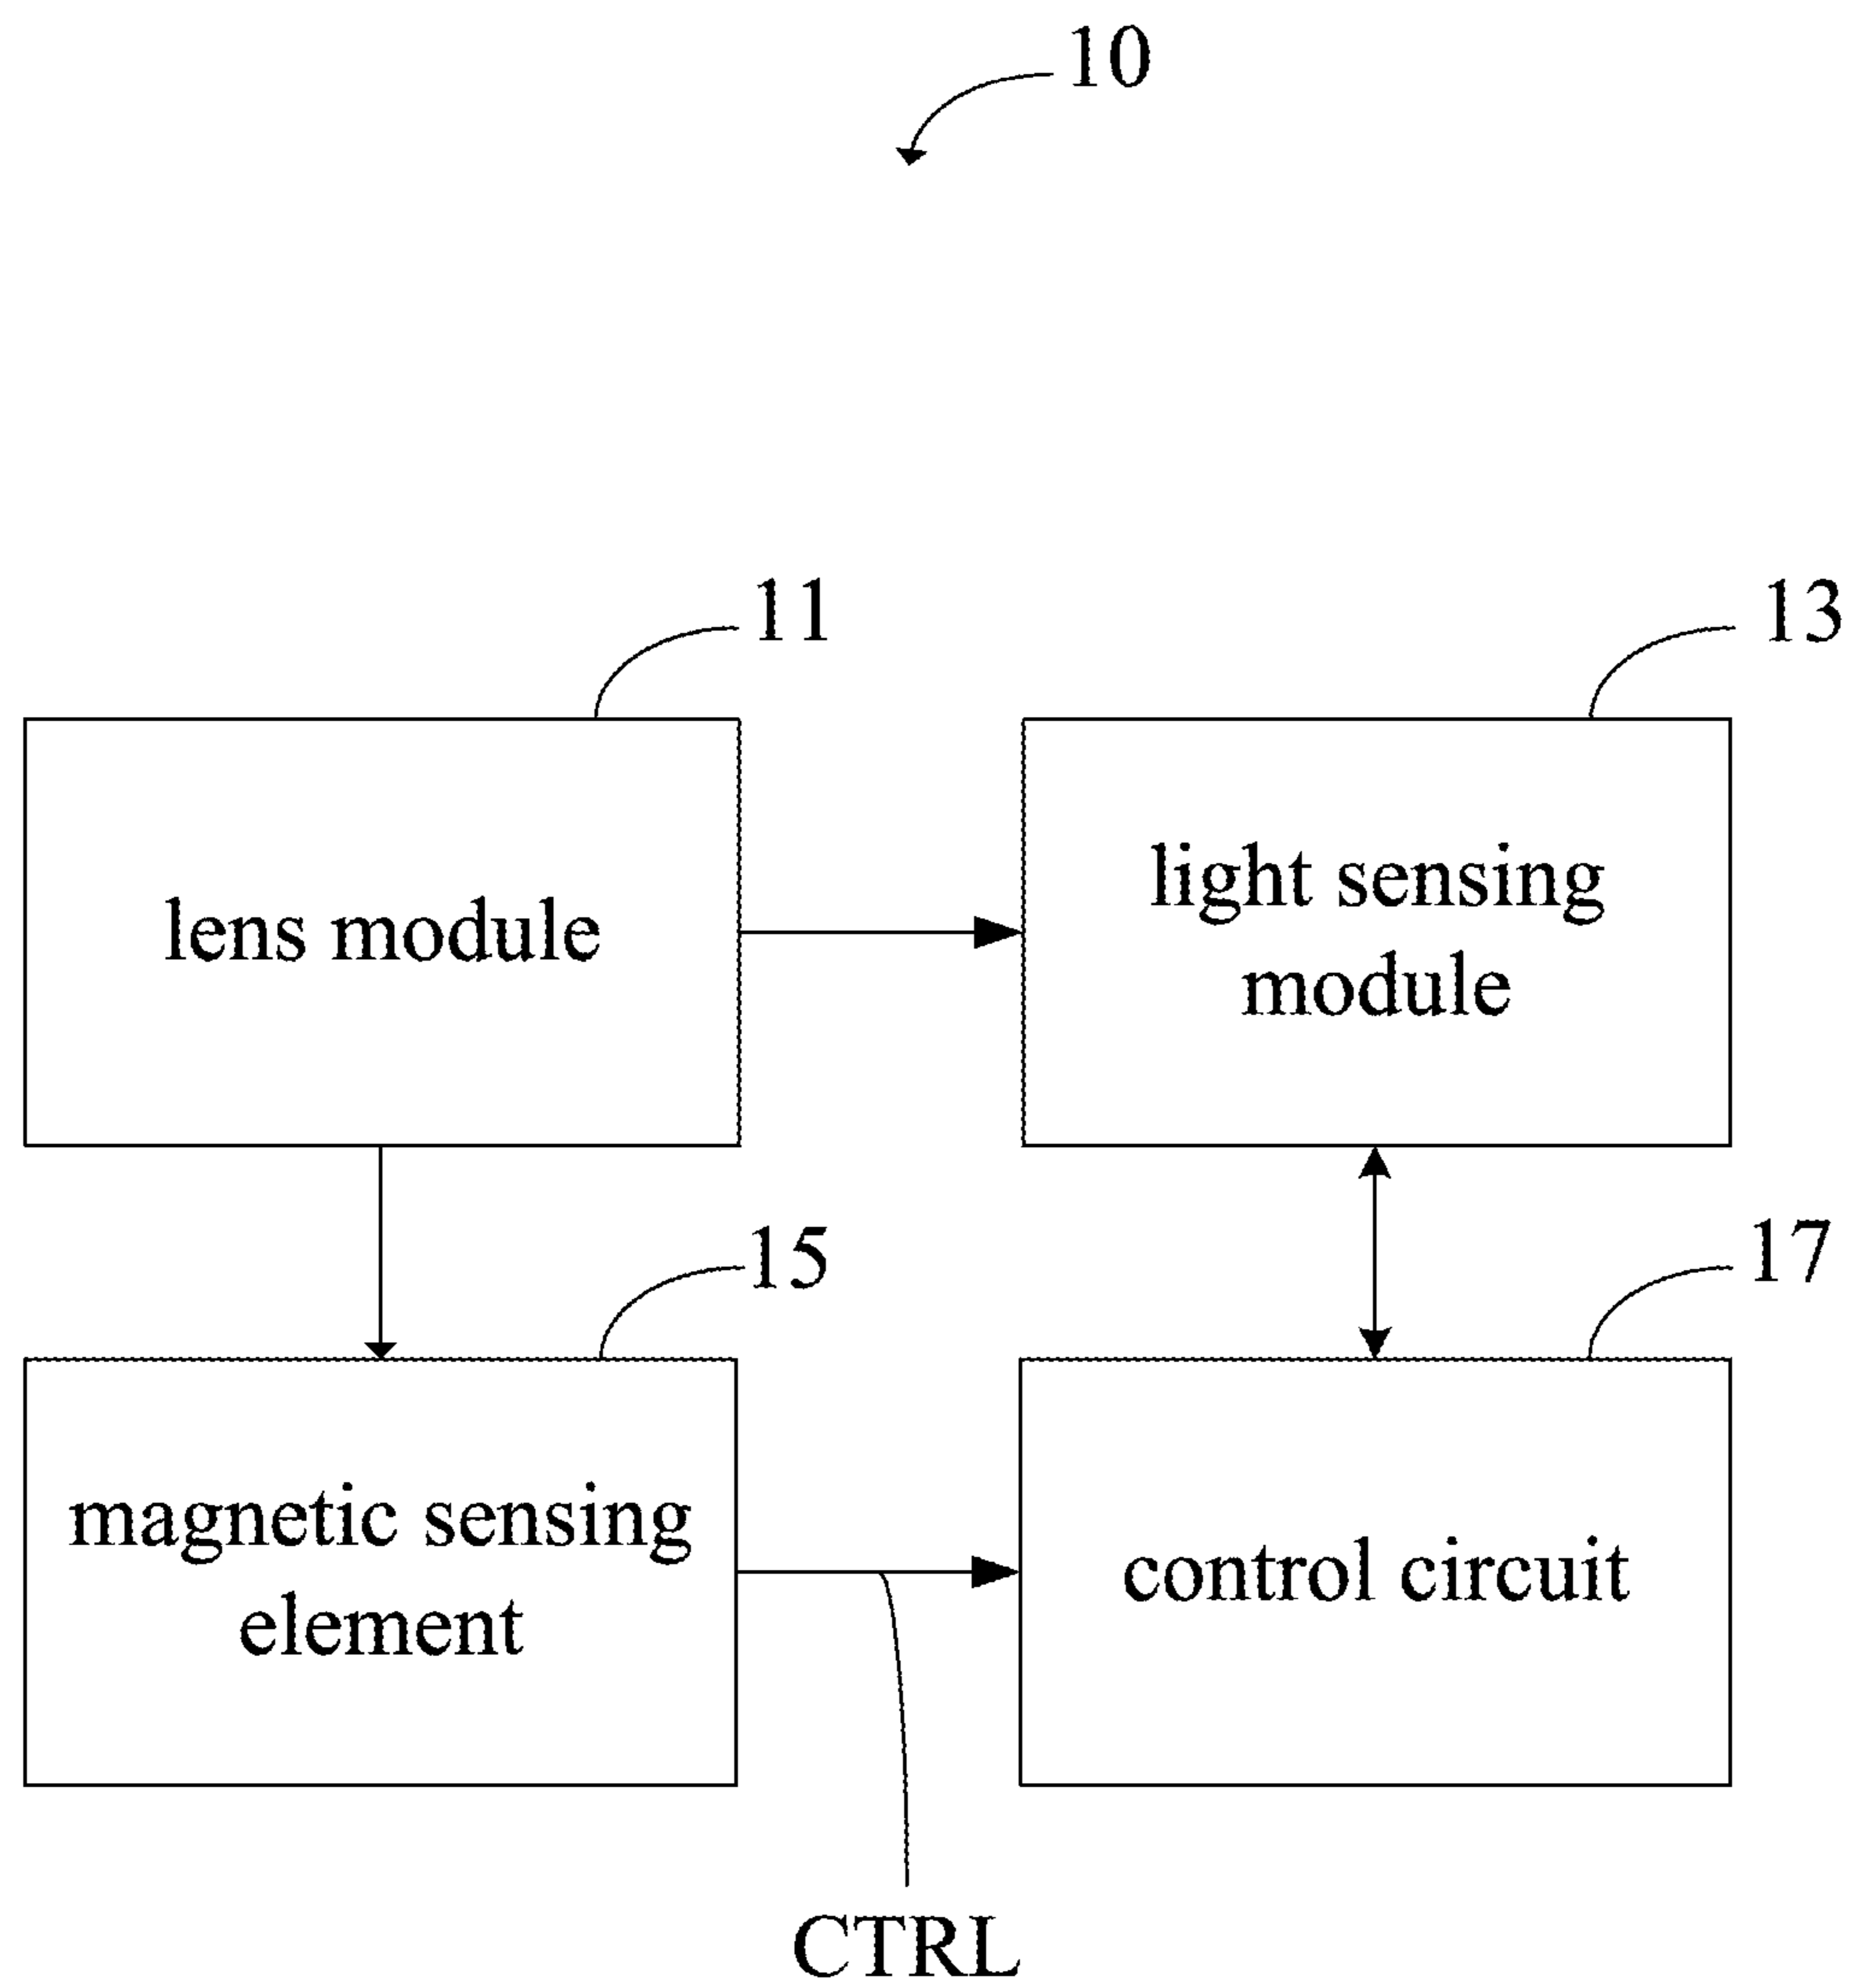 10
11
13
lens module
light sensing
module
15
17
magnetic sensing
element
control circuit
CTRL